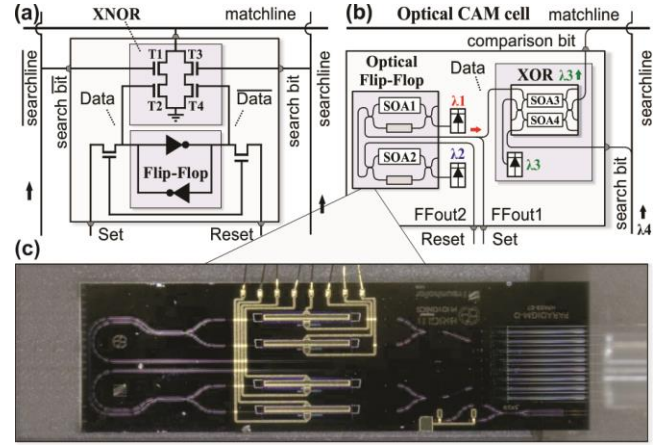 (a)
XNOR
matchline
T1
T3
T2
T4
searchline
search bit
Data
Data
search bit
searchline
Flip-Flop
Set
Reset
(b)
Optical CAM cell
matchline
comparison bit
Optical
Flip-Flop
Data
XOR
λ3
SOA1
λ1
SOA3
SOA4
SOA2
λ2
λ3
search bit
searchline
FFout2
FFout1
Reset
Set
λ4
(c)